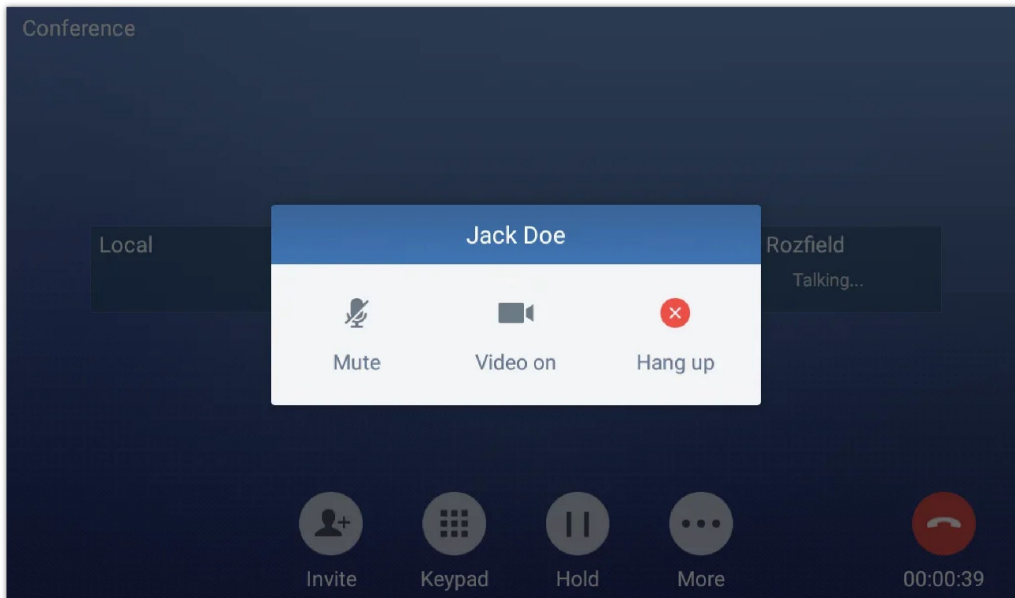 Conference
Local
Jack Doe
Rozfield
Talking...
Mute Video on Hang up
Invite Keypad Hold More 00:00:39